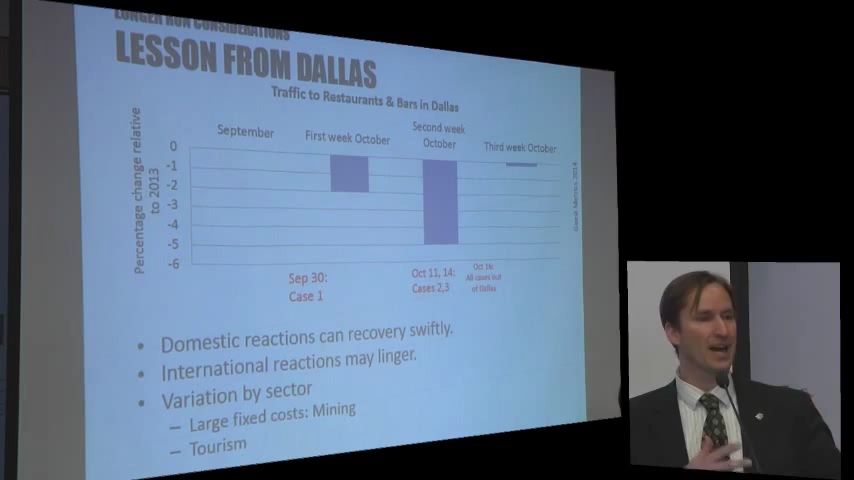 LONGER RUN CONSIDERATIONS
LESSON FROM DALLAS
Traffic to Restaurants & Bars in Dallas
Percentage change relative
to 2013
September
First week October
Second week
October
Third week October
0
-1
-2
-3
-4
-5
-6
Guest Metrics 2014
Sep 30:
Case 1
Oct 11, 14:
Cases 2,3
Oct 16:
All cases out
of Dallas
• Domestic reactions can recovery swiftly.
• International reactions may linger.
• Variation by sector
– Large fixed costs: Mining
– Tourism